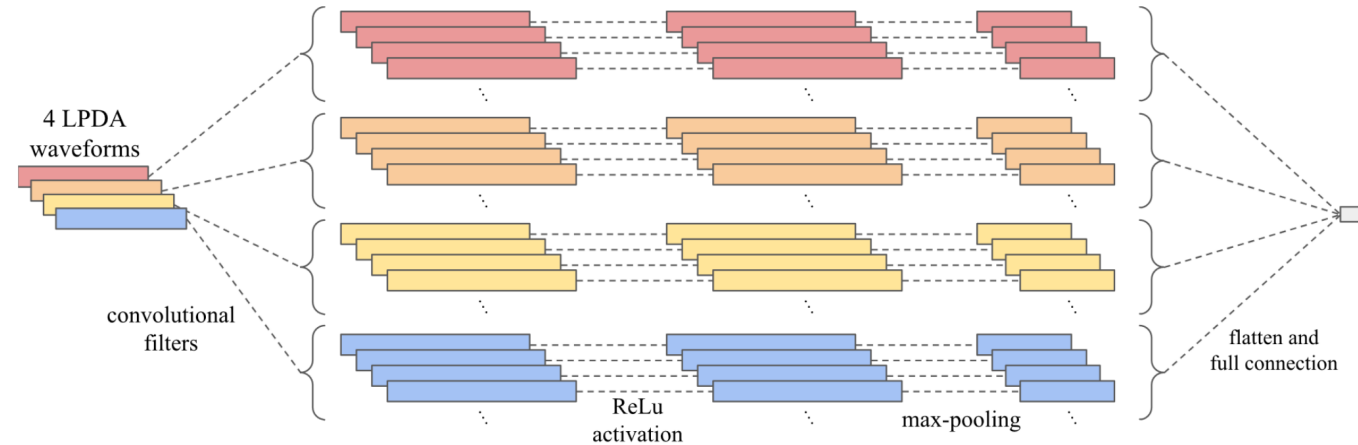 4 LPDA
waveforms
convolutional
filters
ReLu
activation
max-pooling
flatten and
full connection